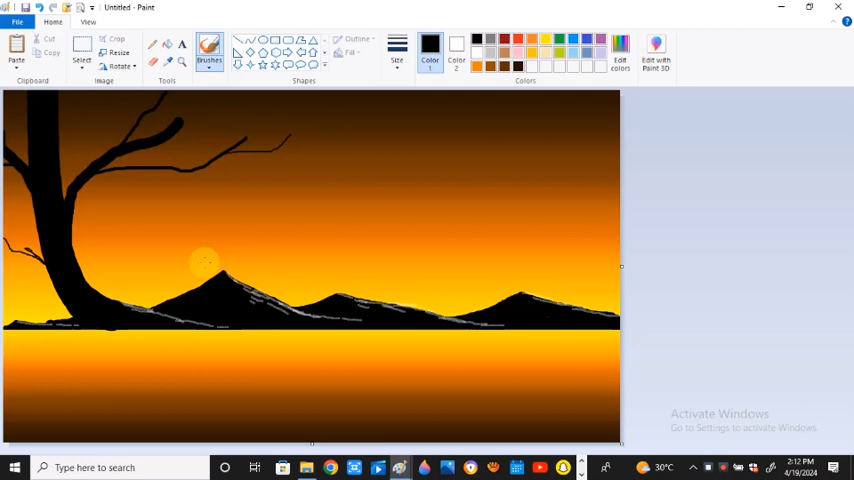 Untitled - Paint
File Home View
Paste
Cut
Copy
Clipboard
Select
Crop
Resize
Rotate
Image
A
Tools
Brushes
Outline
Fill
Shapes
Size
Color
1
Color
2
Edit
colors
Colors
Edit with
Paint 3D
Activate Windows
Go to Settings to activate Windows.
Type here to search
30°C
2:12 PM
4/19/2024